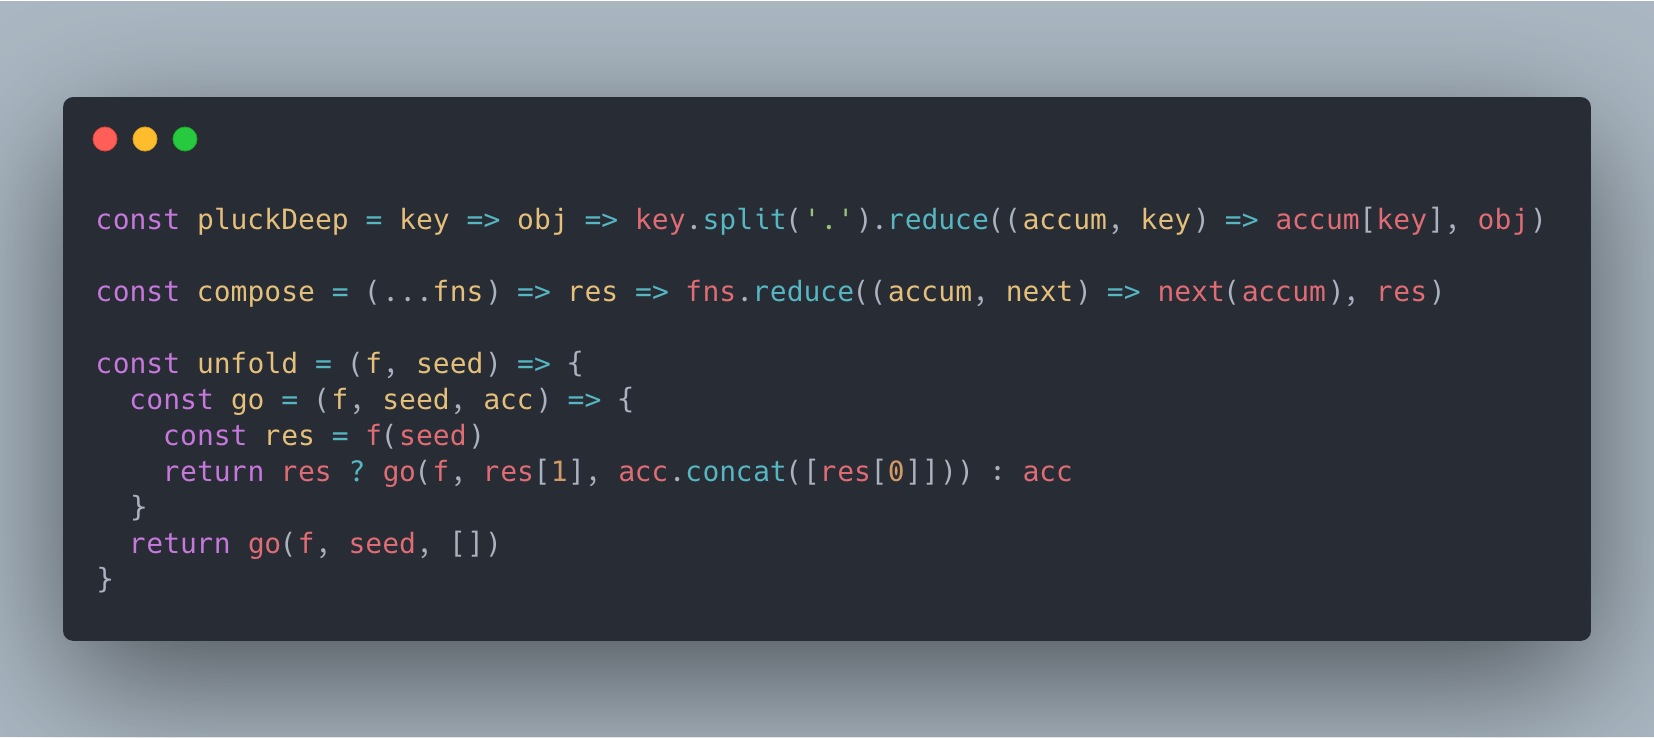 const pluckDeep = key => obj => key.split('.').reduce((accum, key) => accum[key], obj)
const compose = (...fns) => res => fns.reduce((accum, next) => next(accum), res)
const unfold = (f, seed) => {
  const go = (f, seed, acc) => {
    const res = f(seed)
    return res ? go(f, res[1], acc.concat([res[0]])) : acc
  }
  return go(f, seed, [])
}